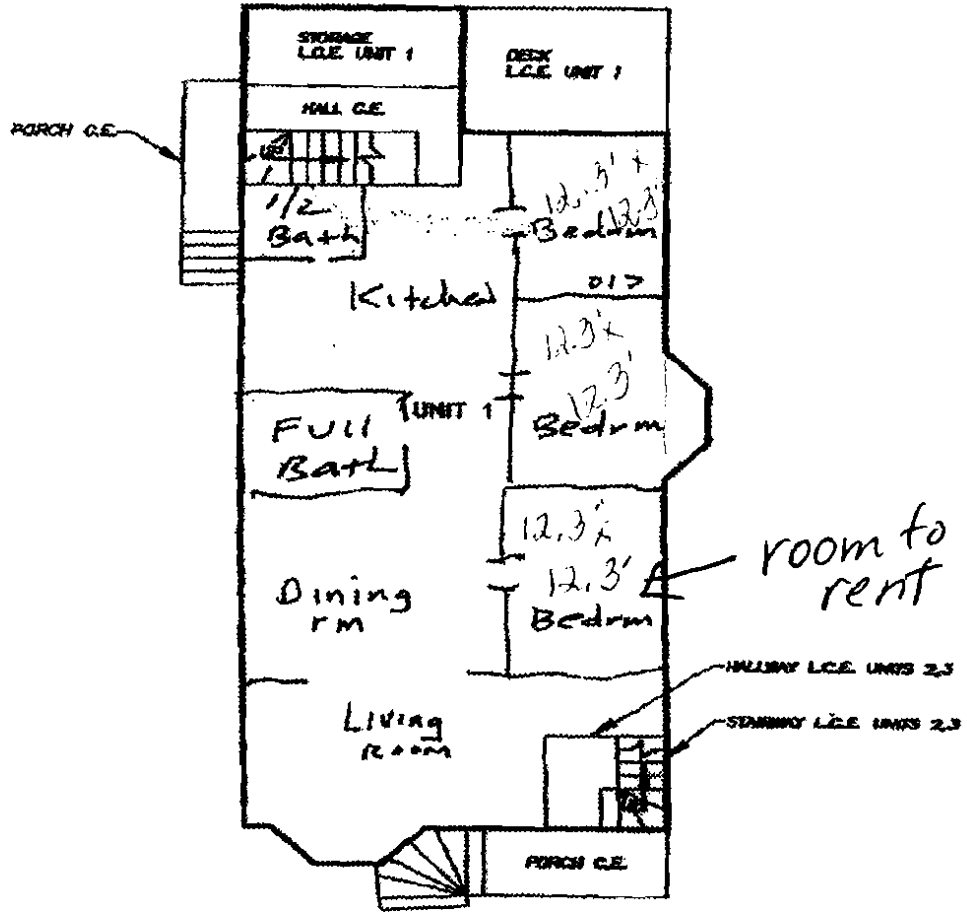 STORAGE
L.C.E. UNIT 1
DECK
L.C.E. UNIT 1
HALL C.E.
PORCH C.E.
UP
1/2
Bath
12.3' x
12.3'
Bedrm
Kitchen
12.3' x
12.3'
Bedrm
UNIT 1
Full
Bath
12.3' x
12.3'
Bedrm
room to
rent
Dining
rm
HALLWAY L.C.E. UNITS 2,3
STAIRWAY L.C.E. UNITS 2,3
Living
Room
UP
PORCH C.E.